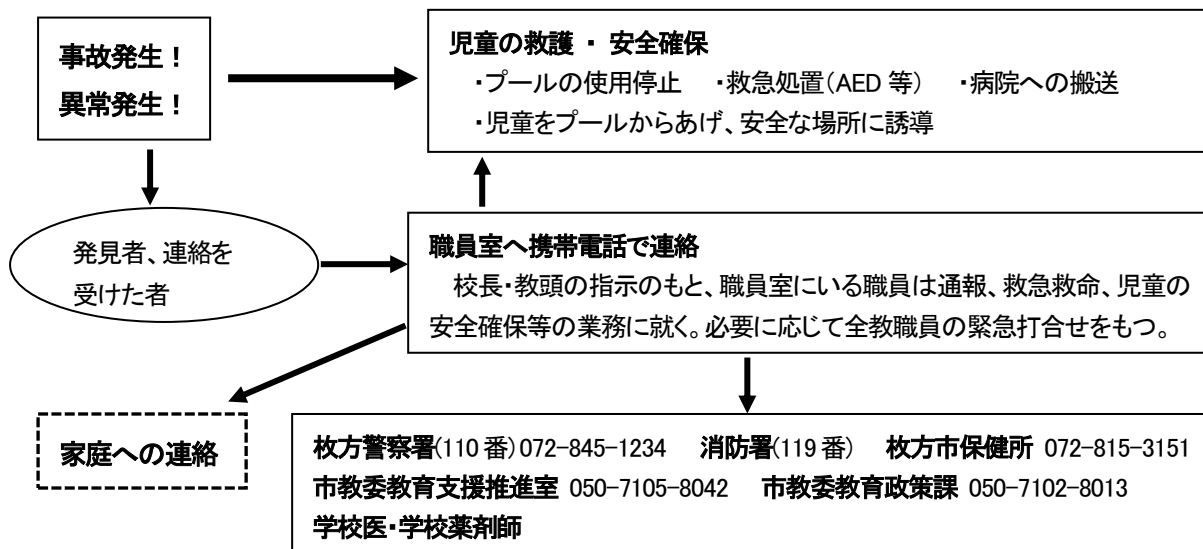 事故発生！
異常発生！
児童の救護 ・ 安全確保
・プールの使用停止　・救急処置(AED 等)　・病院への搬送
・児童をプールからあげ、安全な場所に誘導
発見者、連絡を
受けた者
職員室へ携帯電話で連絡
校長・教頭の指示のもと、職員室にいる職員は通報、救急救命、児童の
安全確保等の業務に就く。必要に応じて全教職員の緊急打合せをもつ。
家庭への連絡
枚方警察署(110 番)072-845-1234　消防署(119 番)　枚方市保健所 072-815-3151
市教委教育支援推進室 050-7105-8042　市教委教育政策課 050-7102-8013
学校医・学校薬剤師